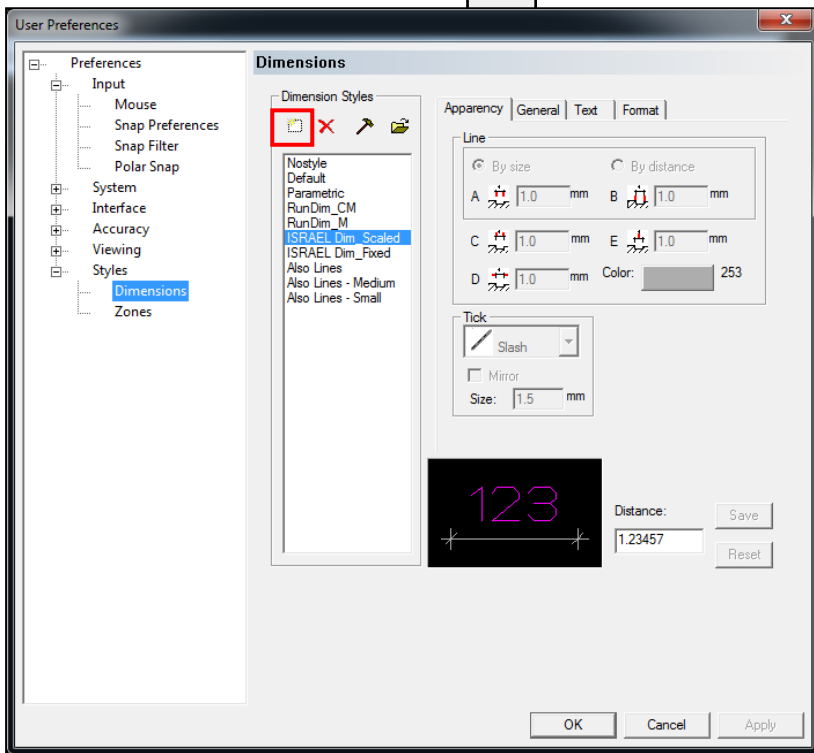 User Preferences
Preferences
Input
Mouse
Snap Preferences
Snap Filter
Polar Snap
System
Interface
Accuracy
Viewing
Styles
Dimensions
Zones
Dimensions
Dimension Styles
Nostyle
Default
Parametric
RunDim_CM
RunDim_M
ISRAEL Dim_Scaled
ISRAEL Dim_Fixed
Also Lines
Also Lines - Medium
Also Lines - Small
Apparency General Text Format
Line
By size By distance
A 1.0 mm B 1.0 mm
C 1.0 mm E 1.0 mm
D 1.0 mm Color: 253
Tick
Slash
Mirror
Size: 1.5 mm
123
Distance:
1.23457
Save
Reset
OK Cancel Apply